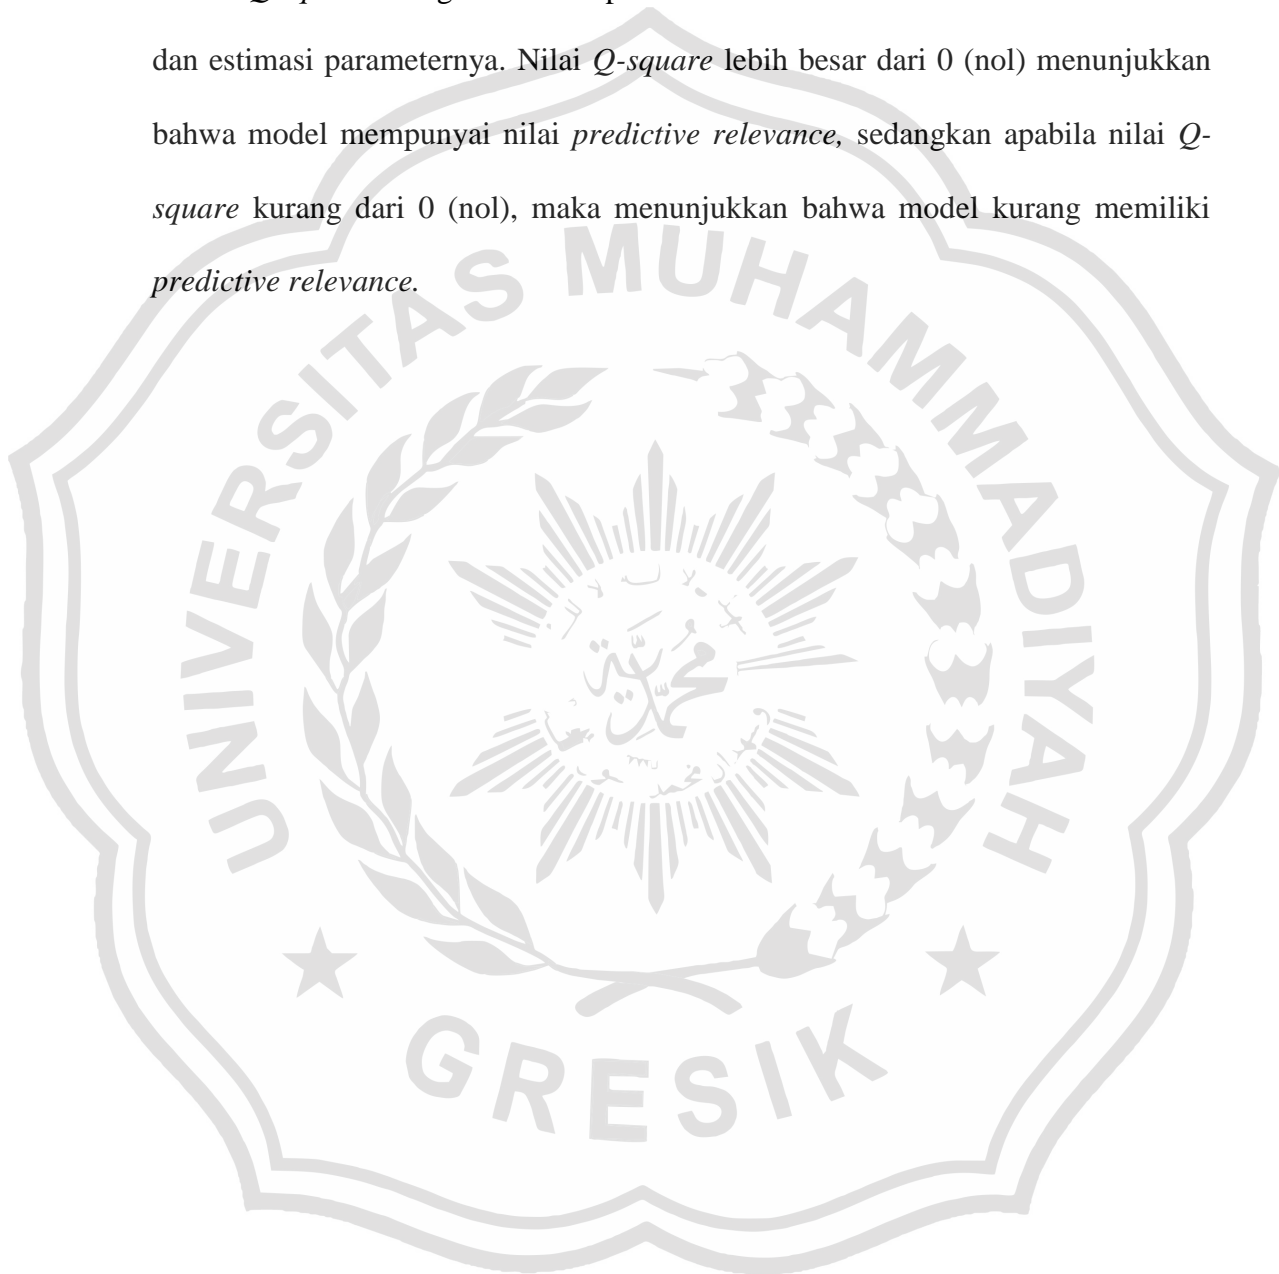 dan estimasi parameternya. Nilai Q-square lebih besar dari 0 (nol) menunjukkan
bahwa model mempunyai nilai predictive relevance, sedangkan apabila nilai Q-
square kurang dari 0 (nol), maka menunjukkan bahwa model kurang memiliki
predictive relevance.
UNIVERSITAS MUHAMMADIYAH
محمدية
GRESIK